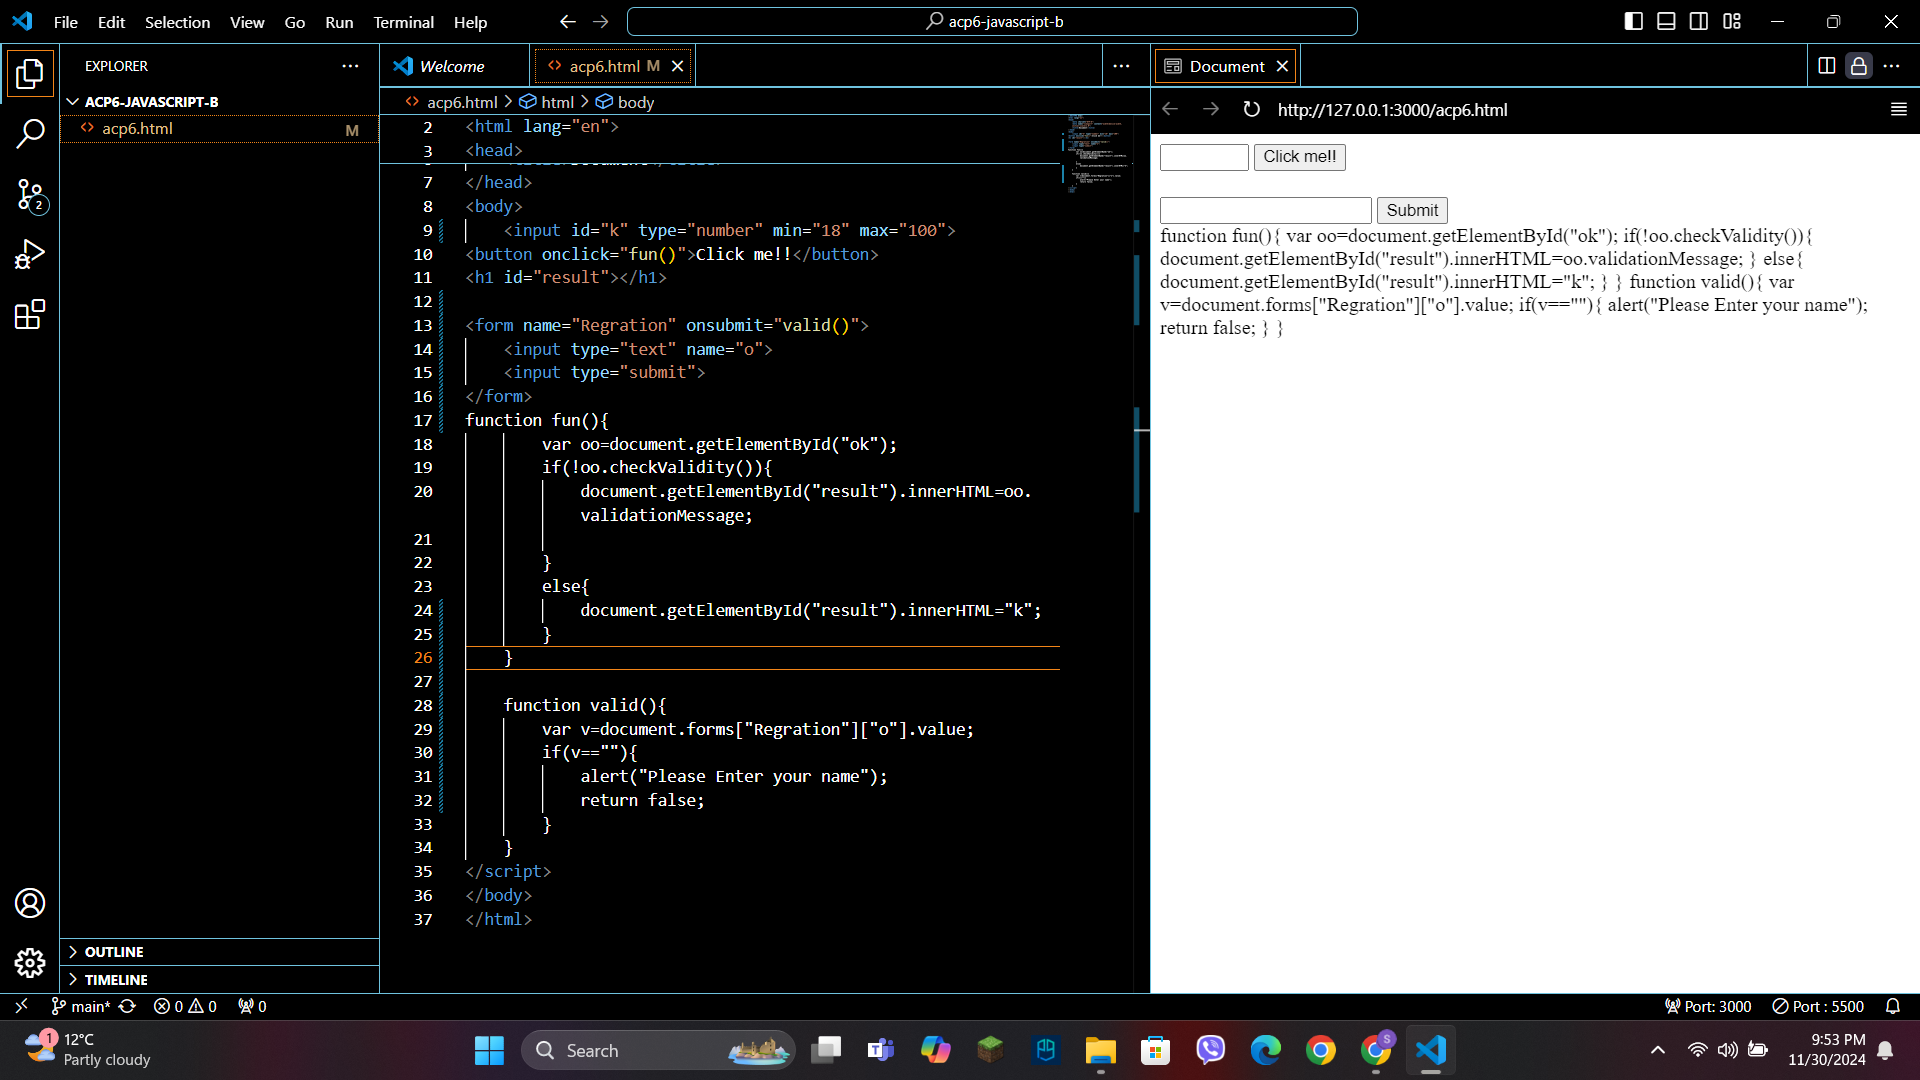 File Edit Selection View Go Run Terminal Help
acp6-javascript-b
EXPLORER
ACP6-JAVASCRIPT-B
acp6.html M
2
OUTLINE
TIMELINE
Welcome
acp6.html M
acp6.html > html > body
2 <html lang="en">
3 <head>
7 </head>
8 <body>
9 <input id="k" type="number" min="18" max="100">
10 <button onclick="fun()">Click me!!</button>
11 <h1 id="result"></h1>
12
13 <form name="Regration" onsubmit="valid()">
14 <input type="text" name="o">
15 <input type="submit">
16 </form>
17 function fun(){
18 var oo=document.getElementById("ok");
19 if(!oo.checkValidity()){
20 document.getElementById("result").innerHTML=oo.
validationMessage;
21
22 }
23 else{
24 document.getElementById("result").innerHTML="k";
25 }
26 }
27
28 function valid(){
29 var v=document.forms["Regration"]["o"].value;
30 if(v==""){
31 alert("Please Enter your name");
32 return false;
33 }
34 }
35 </script>
36 </body>
37 </html>
Document
http://127.0.0.1:3000/acp6.html
Click me!!
Submit
function fun(){ var oo=document.getElementById("ok"); if(!oo.checkValidity()){
document.getElementById("result").innerHTML=oo.validationMessage; } else{
document.getElementById("result").innerHTML="k"; } } function valid(){ var
v=document.forms["Regration"]["o"].value; if(v==""){ alert("Please Enter your name");
return false; } }
main* 0 0 0
Port: 3000 Port : 5500
1
12°C
Partly cloudy
Search
S
9:53 PM
11/30/2024